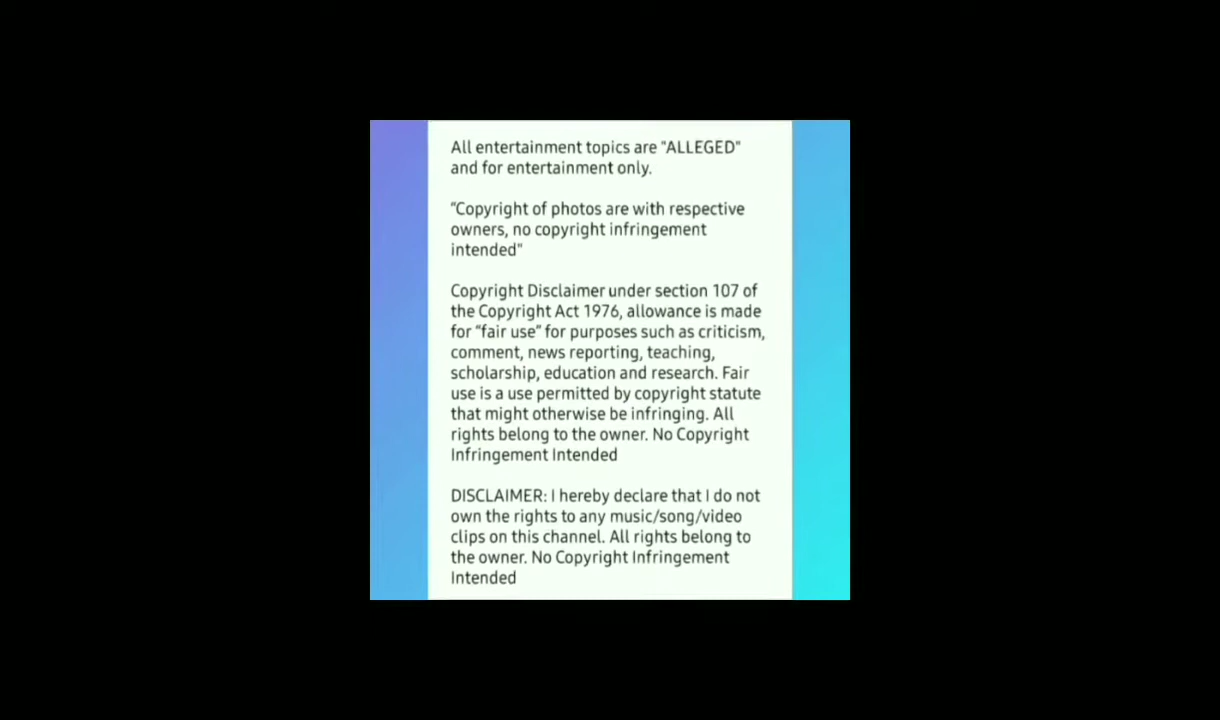 All entertainment topics are "ALLEGED"
and for entertainment only.
"Copyright of photos are with respective
owners, no copyright infringement
intended"
Copyright Disclaimer under section 107 of
the Copyright Act 1976, allowance is made
for "fair use" for purposes such as criticism,
comment, news reporting, teaching,
scholarship, education and research. Fair
use is a use permitted by copyright statute
that might otherwise be infringing. All
rights belong to the owner. No Copyright
Infringement Intended
DISCLAIMER: I hereby declare that I do not
own the rights to any music/song/video
clips on this channel. All rights belong to
the owner. No Copyright Infringement
Intended